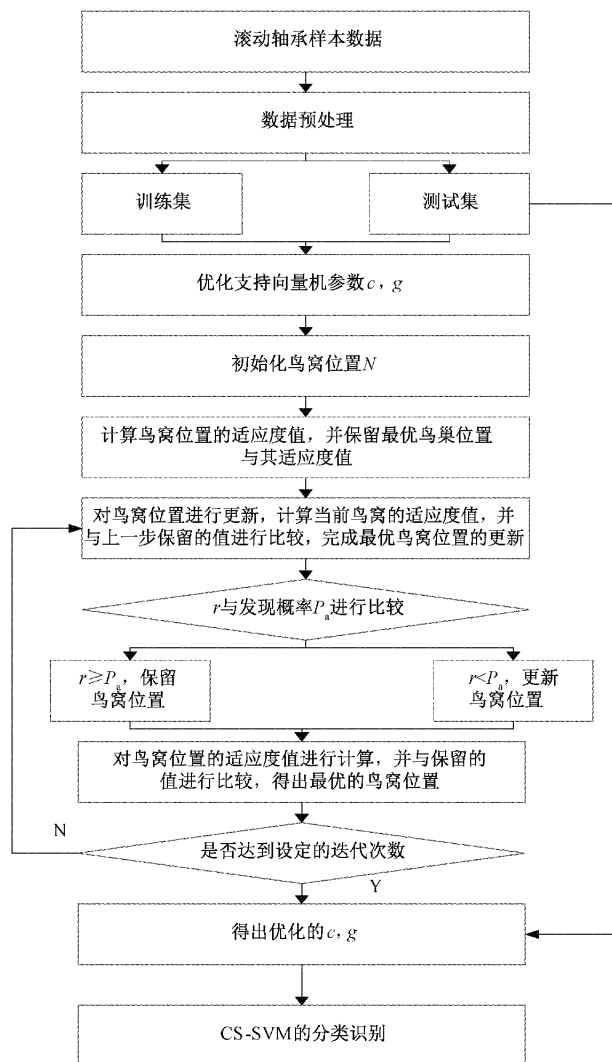 滚动轴承样本数据
数据预处理
训练集
测试集
优化支持向量机参数c，g
初始化鸟窝位置N
计算鸟窝位置的适应度值，并保留最优鸟巢位置
与其适应度值
对鸟窝位置进行更新，计算当前鸟窝的适应度值，并
与上一步保留的值进行比较，完成最优鸟窝位置的更新
r与发现概率Pa进行比较
r≥Pa，保留
鸟窝位置
r<Pa，更新
鸟窝位置
对鸟窝位置的适应度值进行计算，并与保留的
值进行比较，得出最优的鸟窝位置
N
是否达到设定的迭代次数
Y
得出优化的c, g
CS-SVM的分类识别